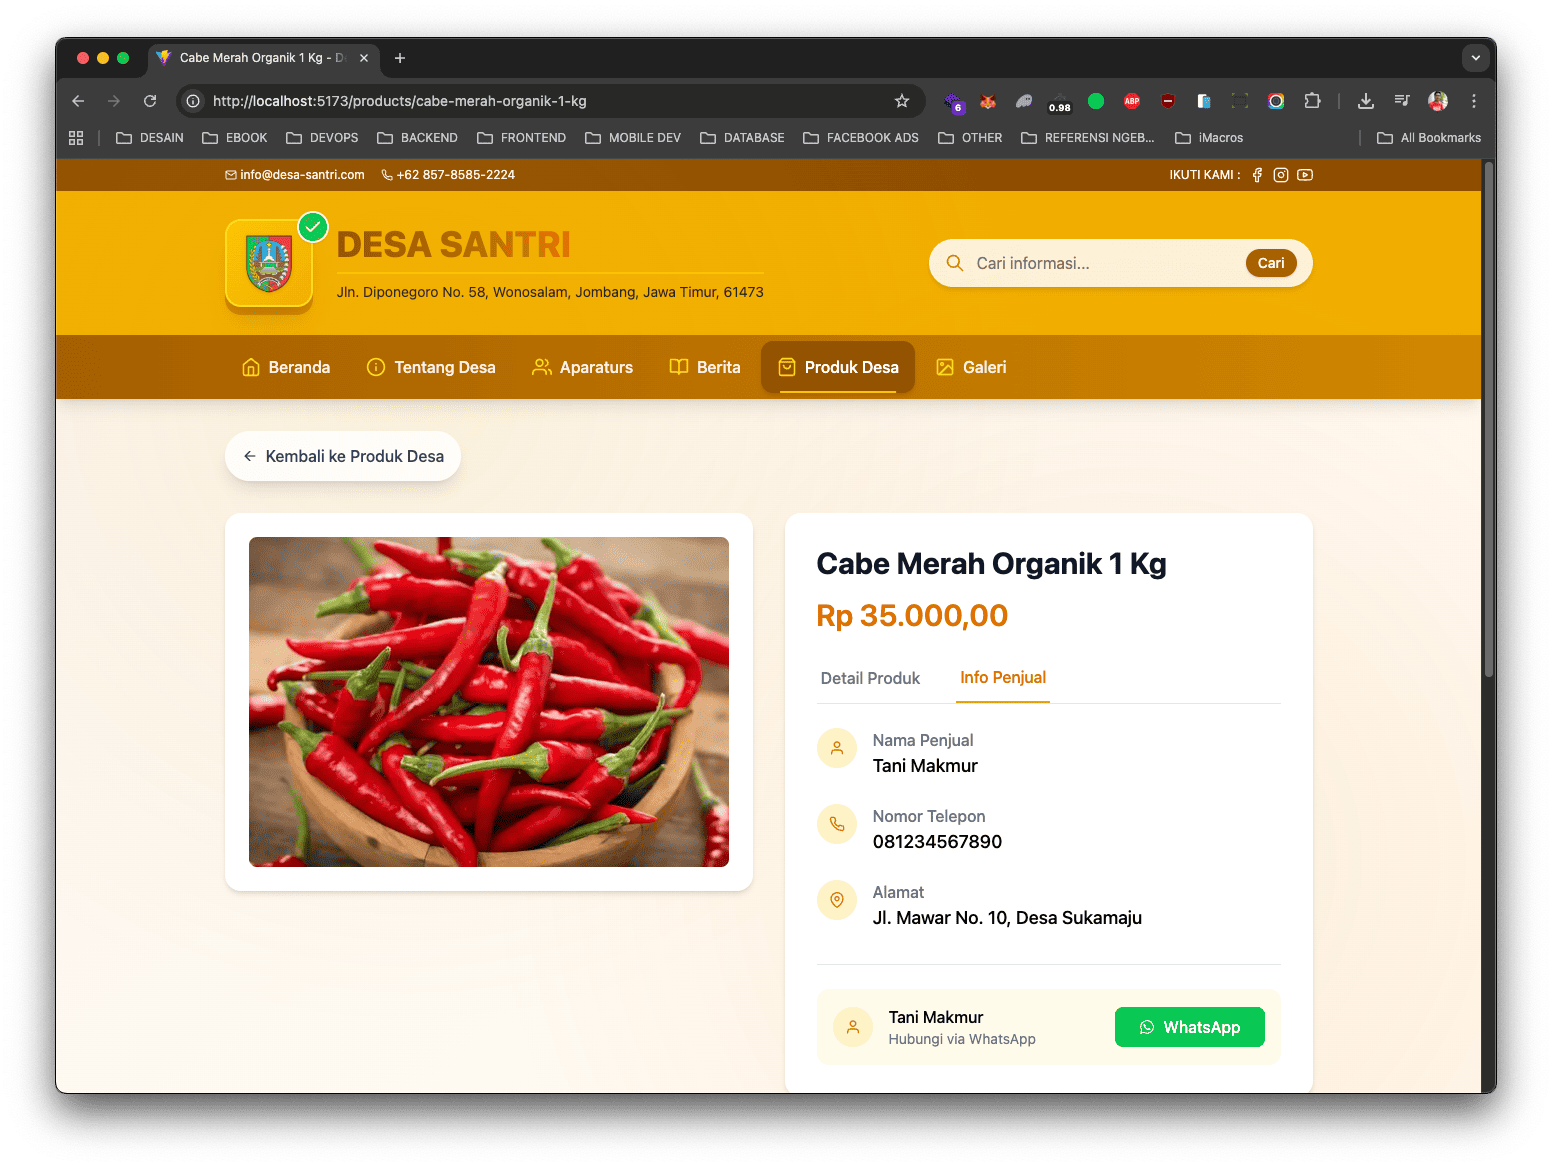 Cabe Merah Organik 1 Kg - D
http://localhost:5173/products/cabe-merah-organik-1-kg
6
0.98
ABP
DESAIN
EBOOK
DEVOPS
BACKEND
FRONTEND
MOBILE DEV
DATABASE
FACEBOOK ADS
OTHER
REFERENSI NGEB...
iMacros
All Bookmarks
info@desa-santri.com
+62 857-8585-2224
IKUTI KAMI :
DESA SANTRI
Jln. Diponegoro No. 58, Wonosalam, Jombang, Jawa Timur, 61473
Cari informasi...
Cari
Beranda
Tentang Desa
Aparaturs
Berita
Produk Desa
Galeri
Kembali ke Produk Desa
Cabe Merah Organik 1 Kg
Rp 35.000,00
Detail Produk
Info Penjual
Nama Penjual
Tani Makmur
Nomor Telepon
081234567890
Alamat
Jl. Mawar No. 10, Desa Sukamaju
Tani Makmur
Hubungi via WhatsApp
WhatsApp